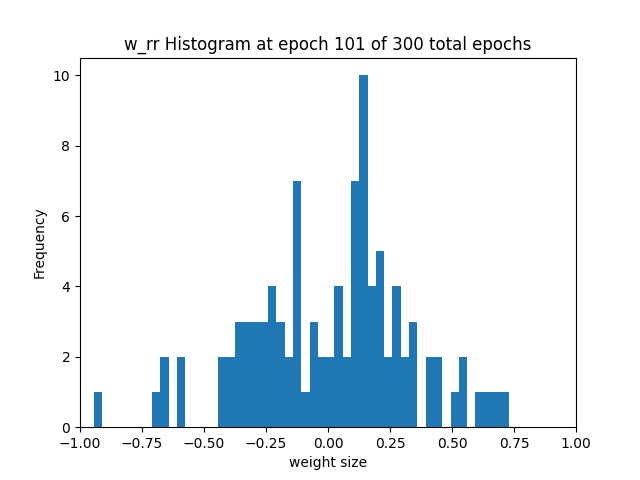 w_rr Histogram at epoch 101 of 300 total epochs
10
8
6
4
2
0
Frequency
−1.00 −0.75 −0.50 −0.25 0.00 0.25 0.50 0.75 1.00
weight size